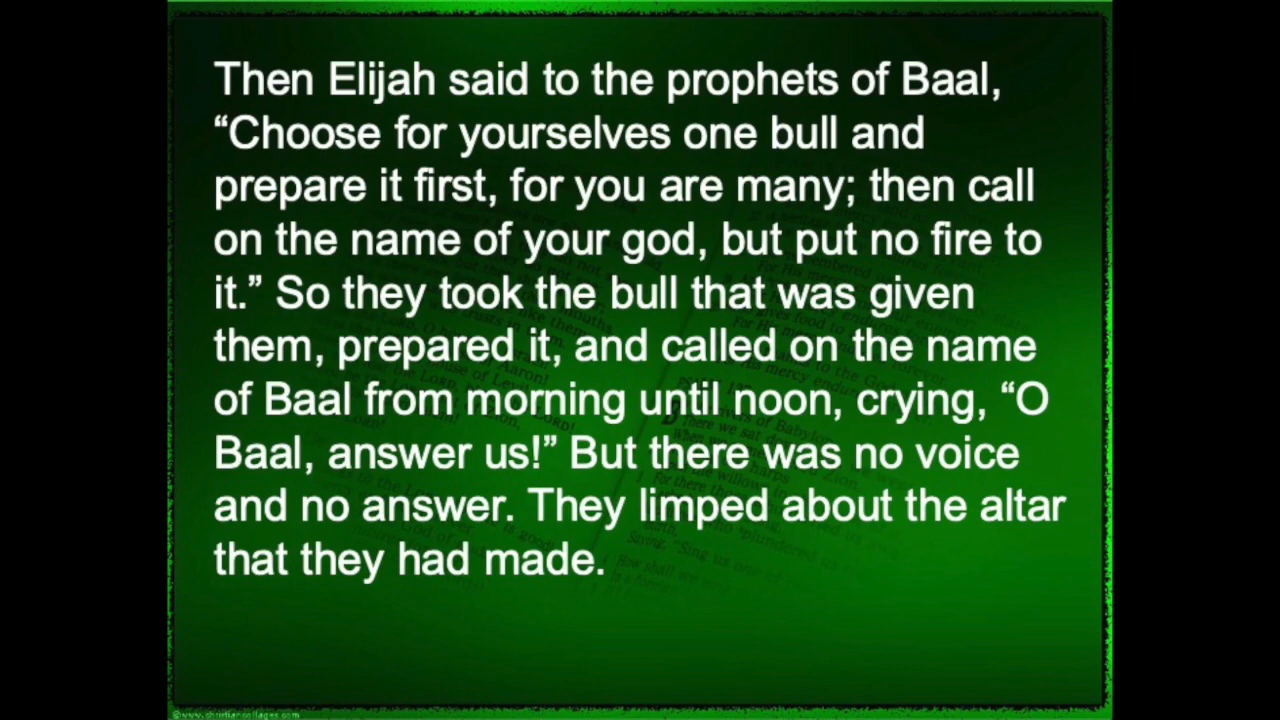 Then Elijah said to the prophets of Baal,
“Choose for yourselves one bull and
prepare it first, for you are many; then call
on the name of your god, but put no fire to
it.” So they took the bull that was given
them, prepared it, and called on the name
of Baal from morning until noon, crying, “O
Baal, answer us!” But there was no voice
and no answer. They limped about the altar
that they had made.
©www.christiancollages.com